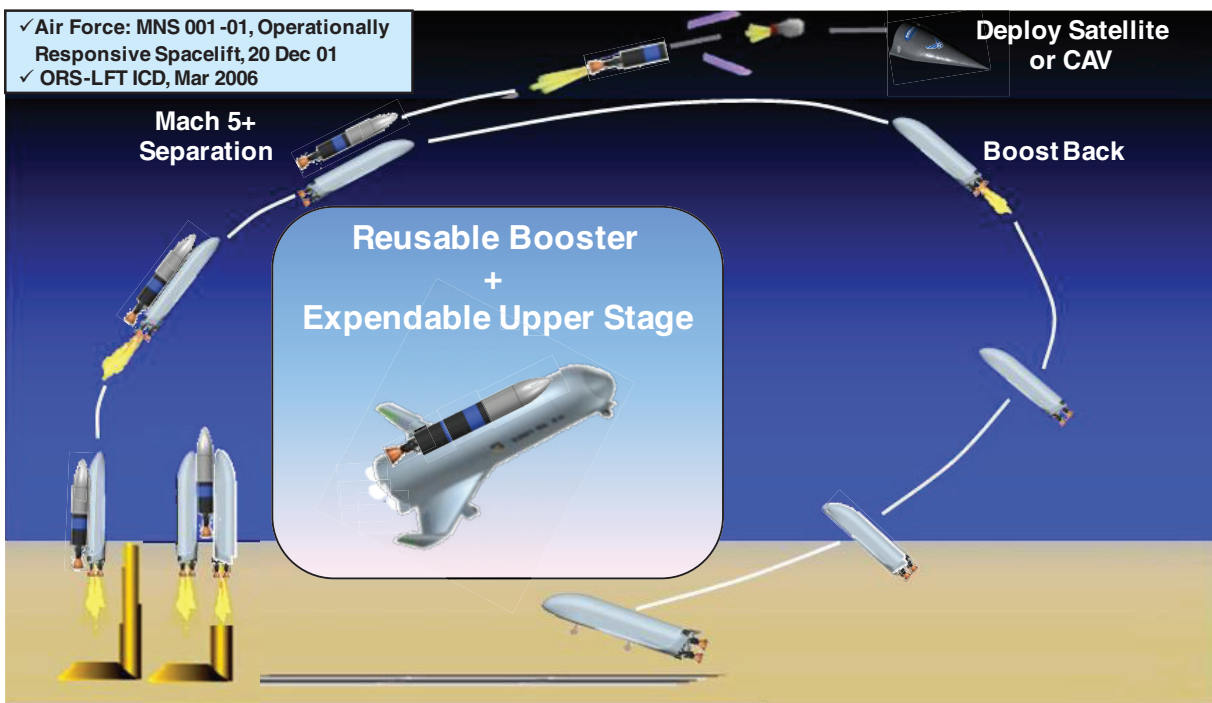 ✓Air Force: MNS 001-01, Operationally
Responsive Spacelift, 20 Dec 01
✓ ORS-LFT ICD, Mar 2006
Deploy Satellite
or CAV
Mach 5+
Separation
Boost Back
Reusable Booster
+
Expendable Upper Stage